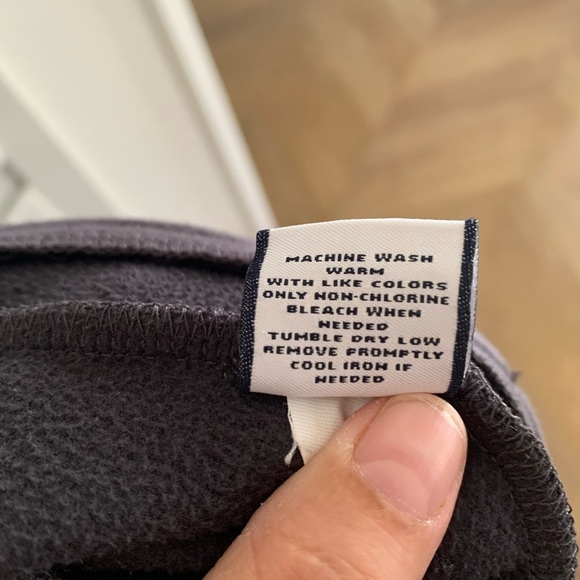 MACHINE WASH
WARM
WITH LIKE COLORS
ONLY NON-CHLORINE
BLEACH WHEN
NEEDED
TUMBLE DRY LOW
REMOVE PROMPTLY
COOL IRON IF
NEEDED